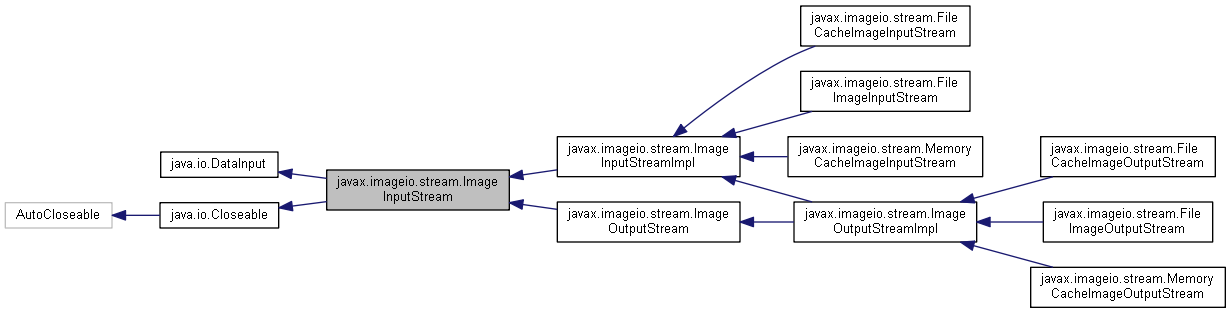 javax.imageio.stream.File
CacheImageInputStream
javax.imageio.stream.File
ImageInputStream
javax.imageio.stream.Image
InputStreamImpl
javax.imageio.stream.Memory
CacheImageInputStream
javax.imageio.stream.File
CacheImageOutputStream
java.io.DataInput
javax.imageio.stream.Image
InputStream
AutoCloseable
java.io.Closeable
javax.imageio.stream.Image
OutputStream
javax.imageio.stream.Image
OutputStreamImpl
javax.imageio.stream.File
ImageOutputStream
javax.imageio.stream.Memory
CacheImageOutputStream